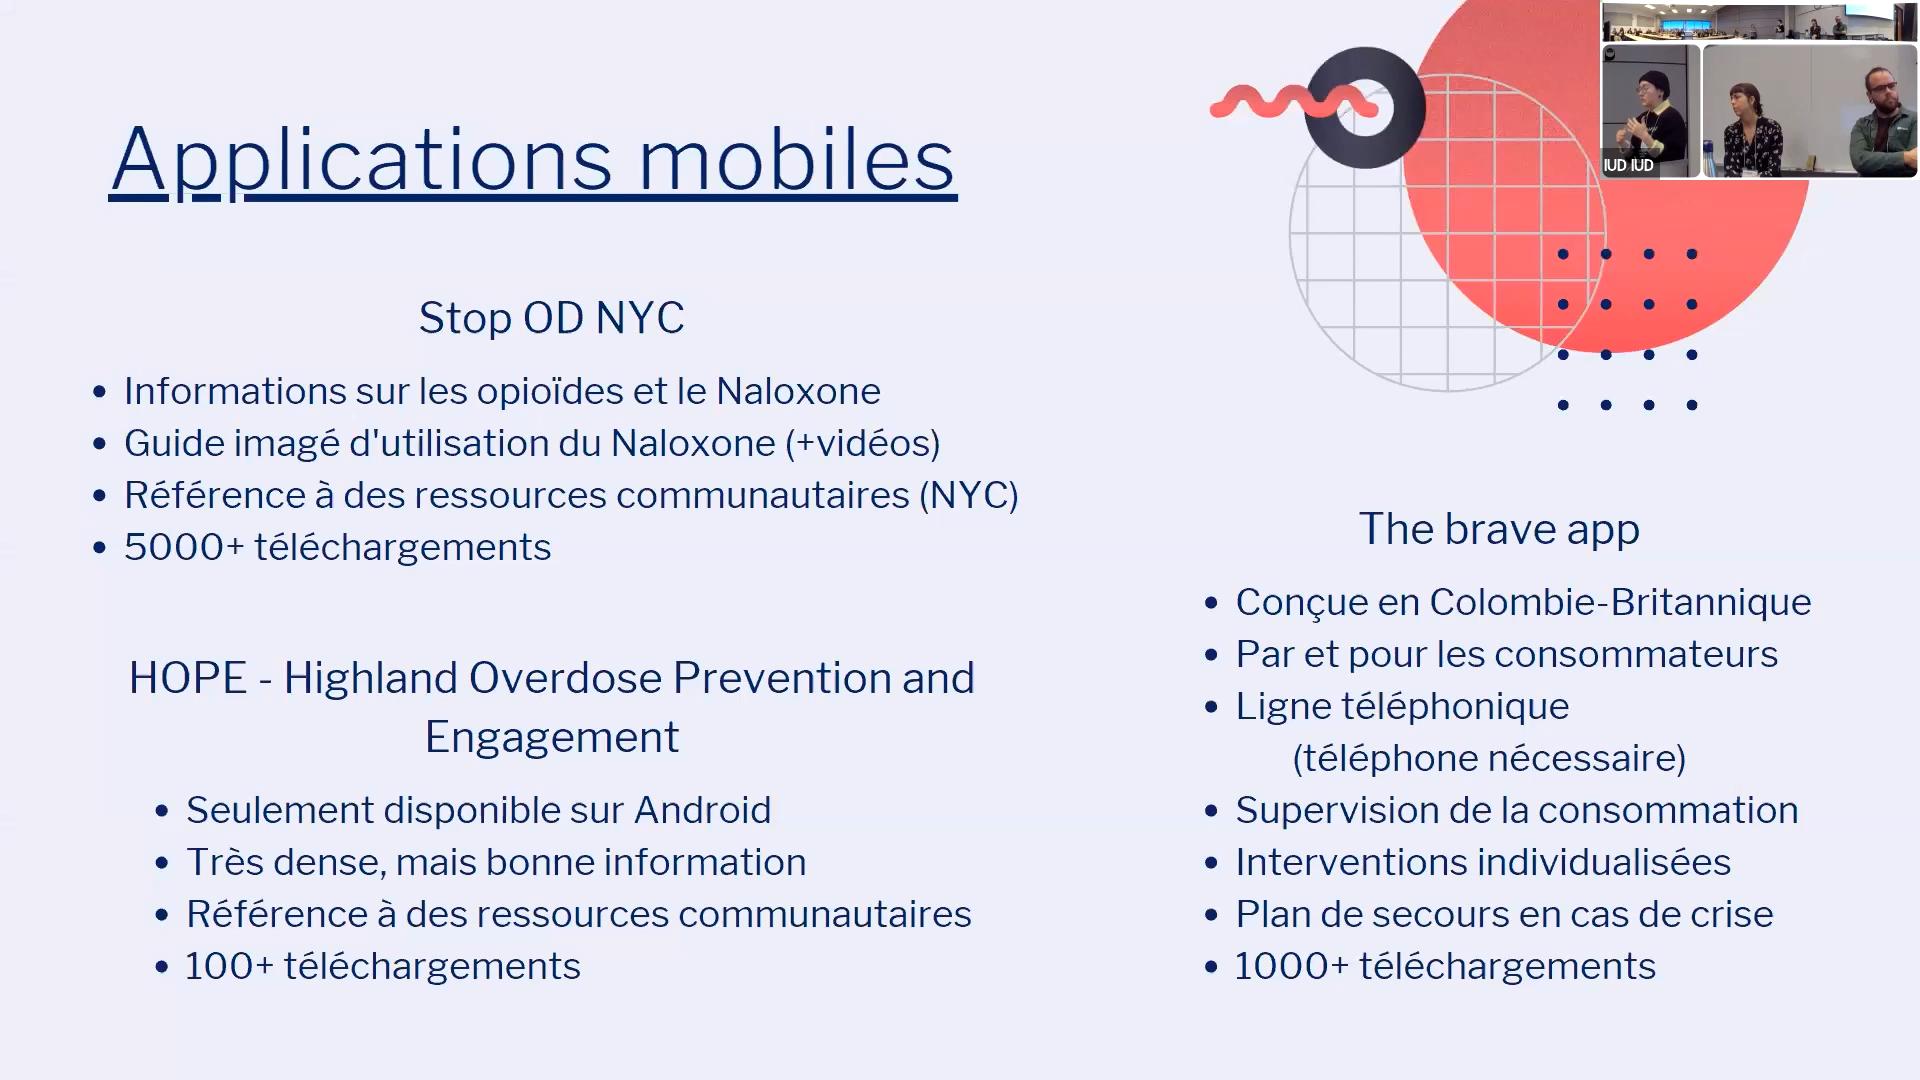 Applications mobiles
Stop OD NYC
• Informations sur les opioïdes et le Naloxone
• Guide imagé d'utilisation du Naloxone (+vidéos)
• Référence à des ressources communautaires (NYC)
• 5000+ téléchargements
HOPE - Highland Overdose Prevention and
Engagement
• Seulement disponible sur Android
• Très dense, mais bonne information
• Référence à des ressources communautaires
• 100+ téléchargements
The brave app
• Conçue en Colombie-Britannique
• Par et pour les consommateurs
• Ligne téléphonique
(téléphone nécessaire)
• Supervision de la consommation
• Interventions individualisées
• Plan de secours en cas de crise
• 1000+ téléchargements
IUD IUD